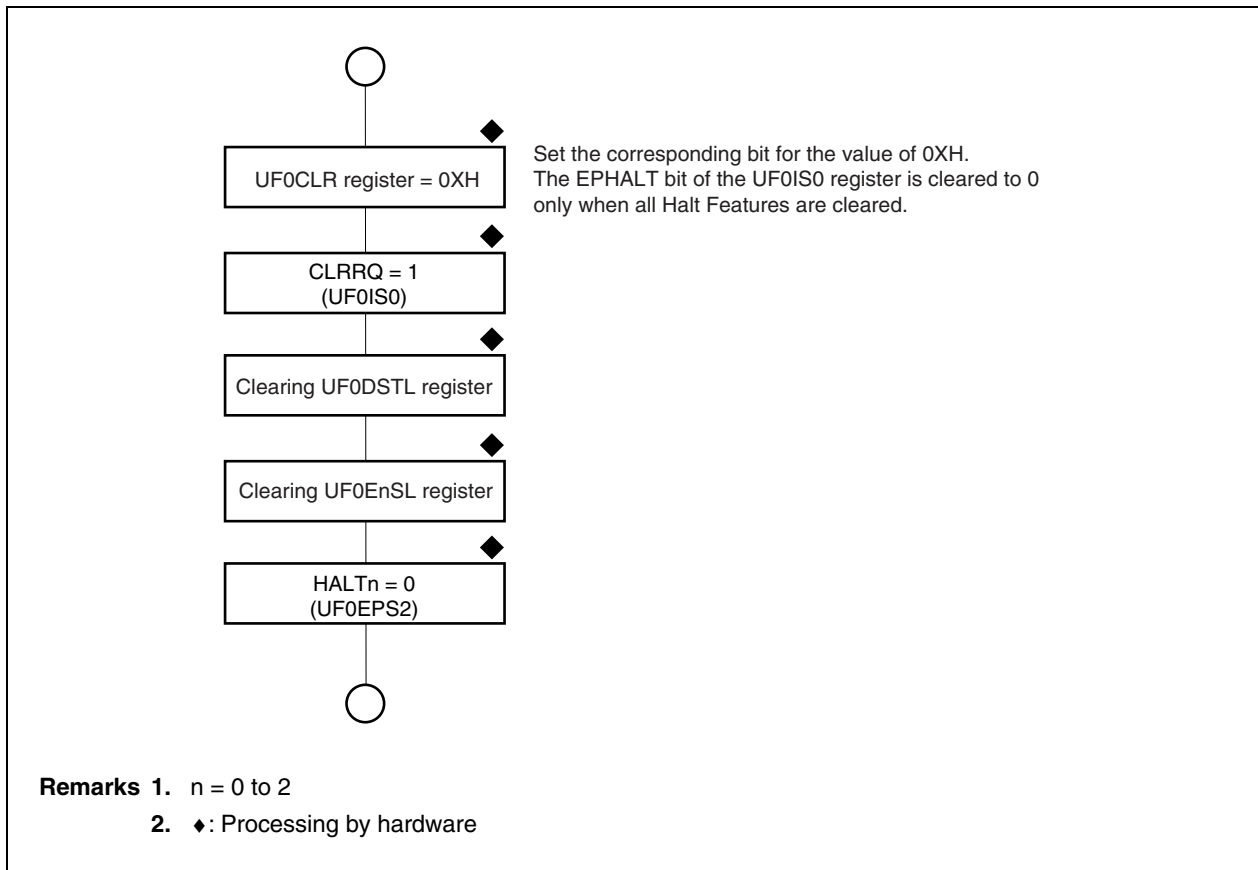 UF0CLR register = 0XH
Set the corresponding bit for the value of 0XH.
The EPHALT bit of the UF0IS0 register is cleared to 0
only when all Halt Features are cleared.
CLRRQ = 1
(UF0IS0)
Clearing UF0DSTL register
Clearing UF0EnSL register
HALTn = 0
(UF0EPS2)
Remarks 1. n = 0 to 2
2. ♦: Processing by hardware